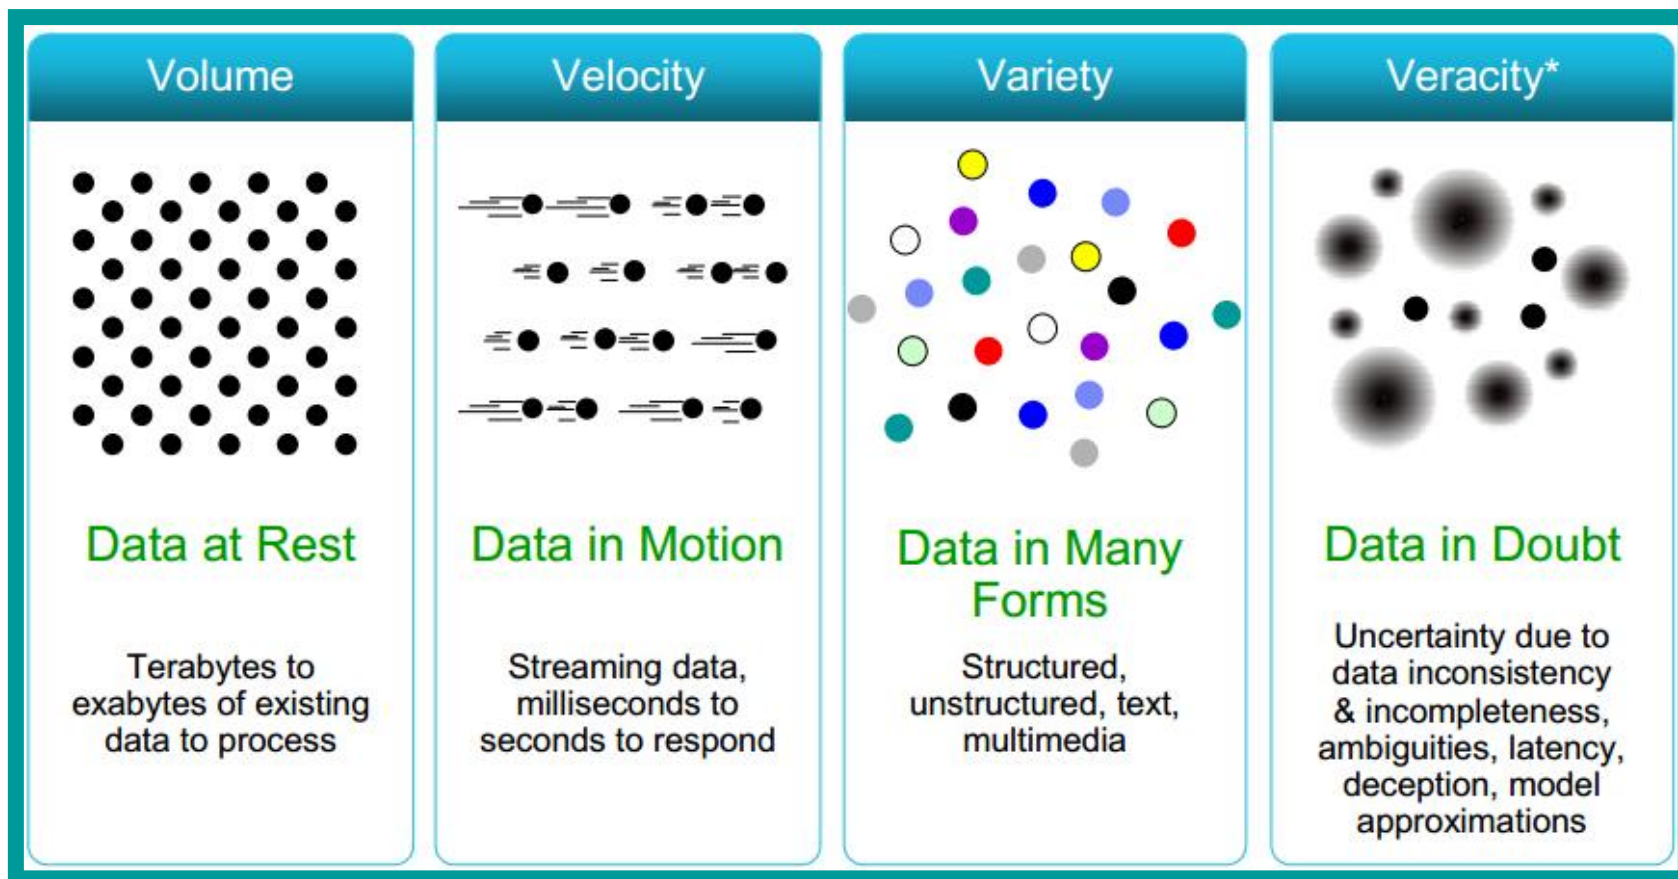 Volume
Data at Rest
Terabytes to
exabytes of existing
data to process
Velocity
Data in Motion
Streaming data,
milliseconds to
seconds to respond
Variety
Data in Many
Forms
Structured,
unstructured, text,
multimedia
Veracity*
Data in Doubt
Uncertainty due to
data inconsistency
& incompleteness,
ambiguities, latency,
deception, model
approximations